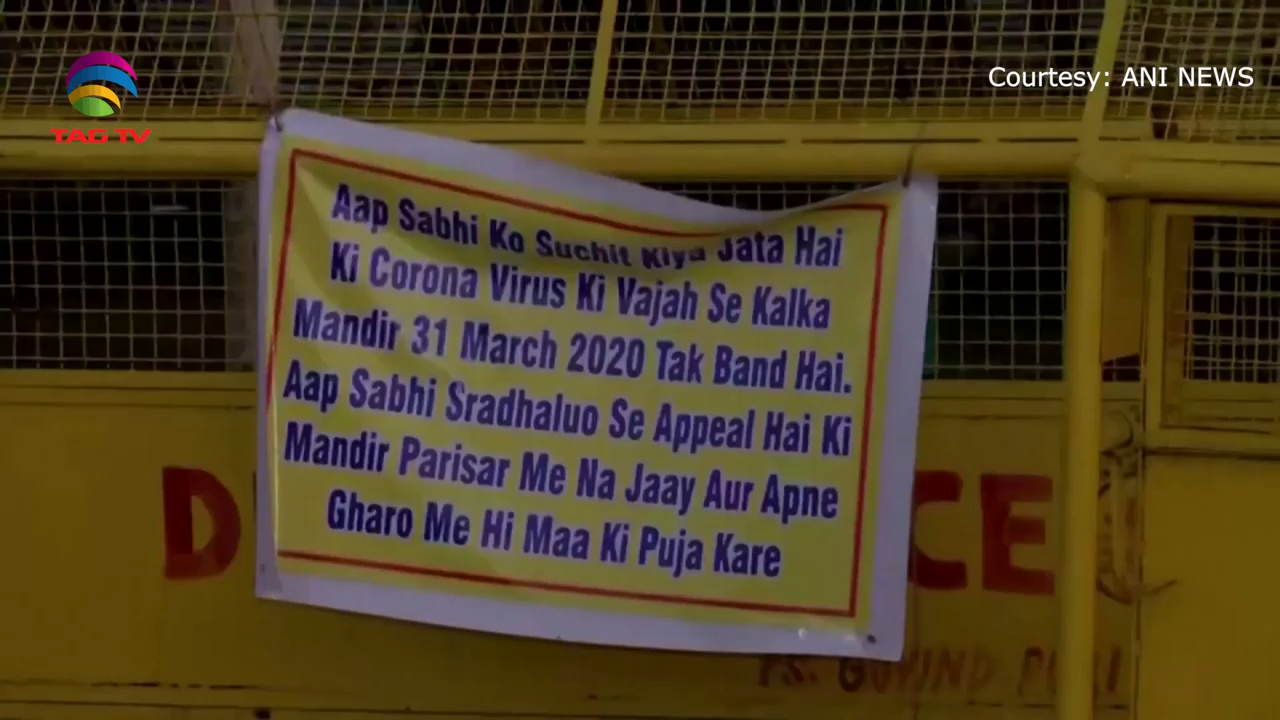 TAG TV
Courtesy: ANI NEWS
Aap Sabhi Ko Suchit Kiya Jata Hai
Ki Corona Virus Ki Vajah Se Kalka
Mandir 31 March 2020 Tak Band Hai.
Aap Sabhi Sradhaluo Se Appeal Hai Ki
Mandir Parisar Me Na Jaay Aur Apne
Gharo Me Hi Maa Ki Puja Kare
D CE
P.S. GOVIND